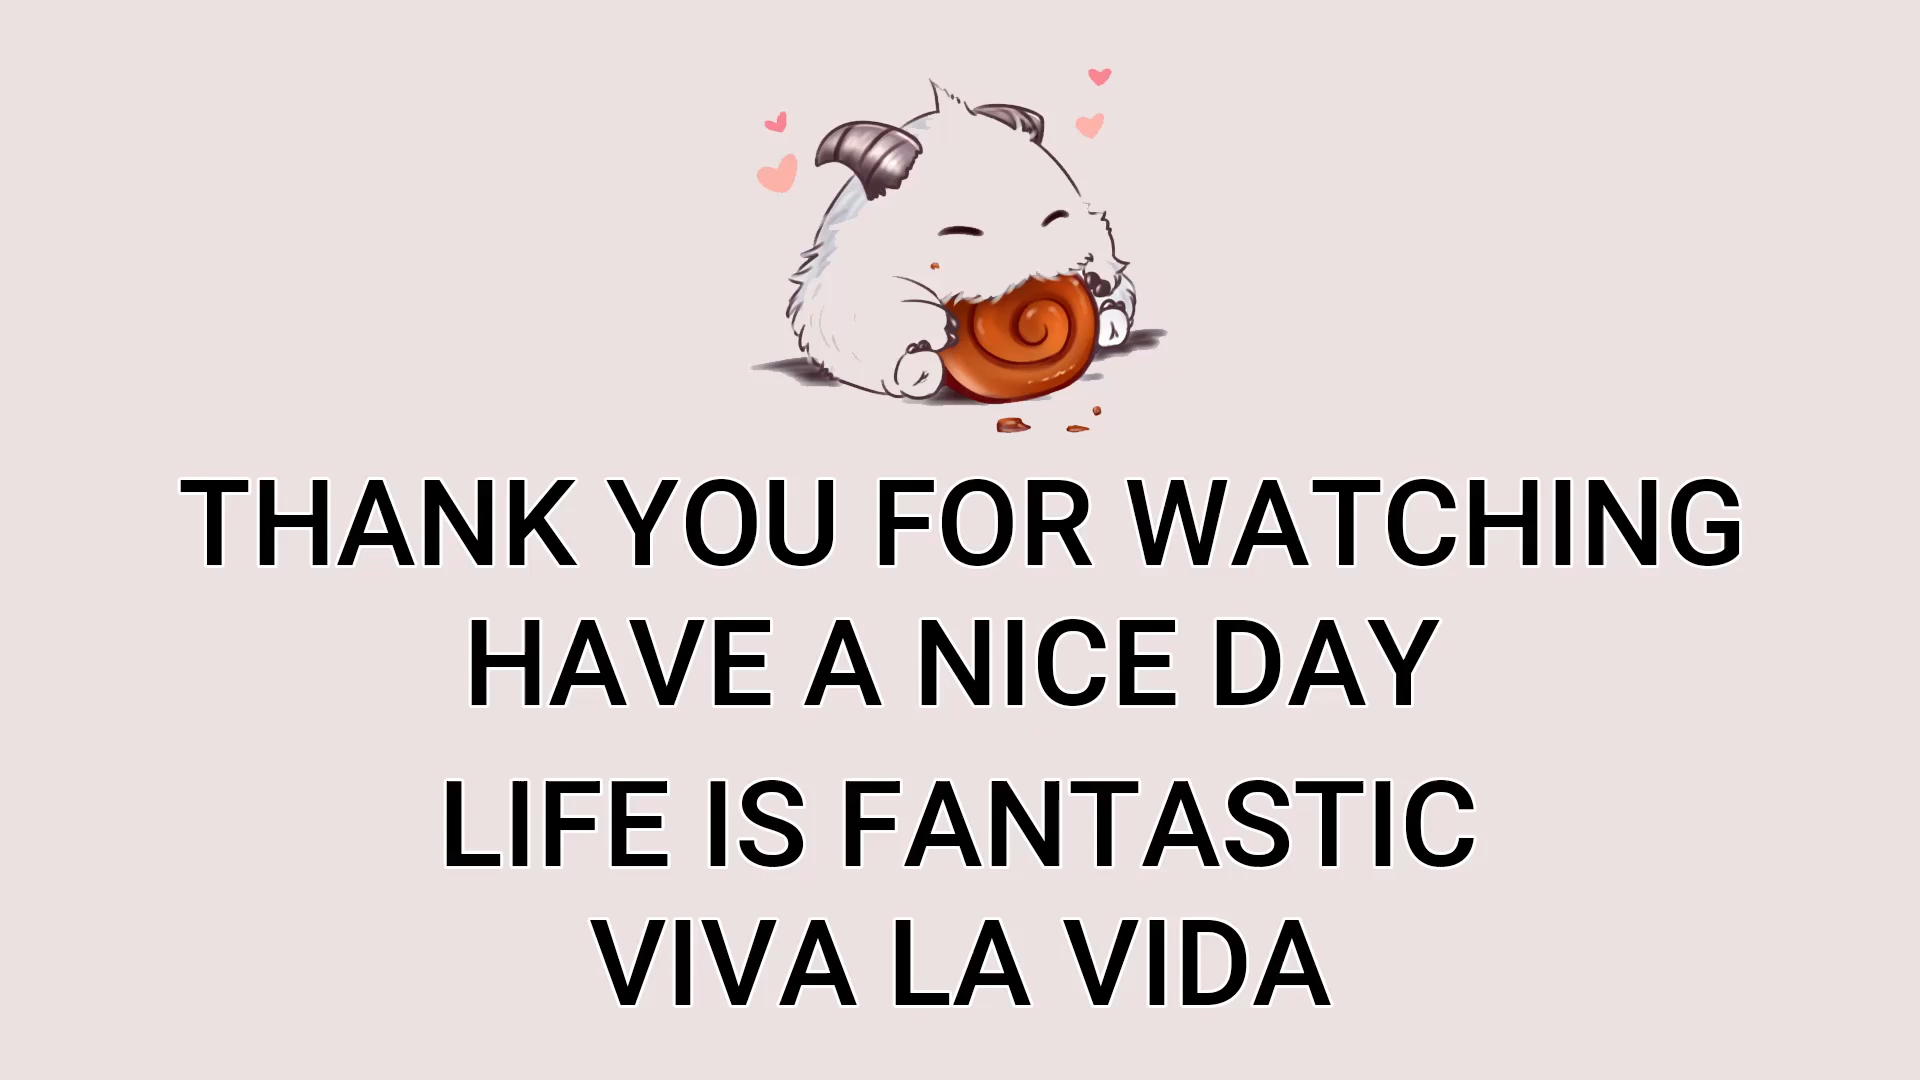 THANK YOU FOR WATCHING
HAVE A NICE DAY
LIFE IS FANTASTIC
VIVA LA VIDA